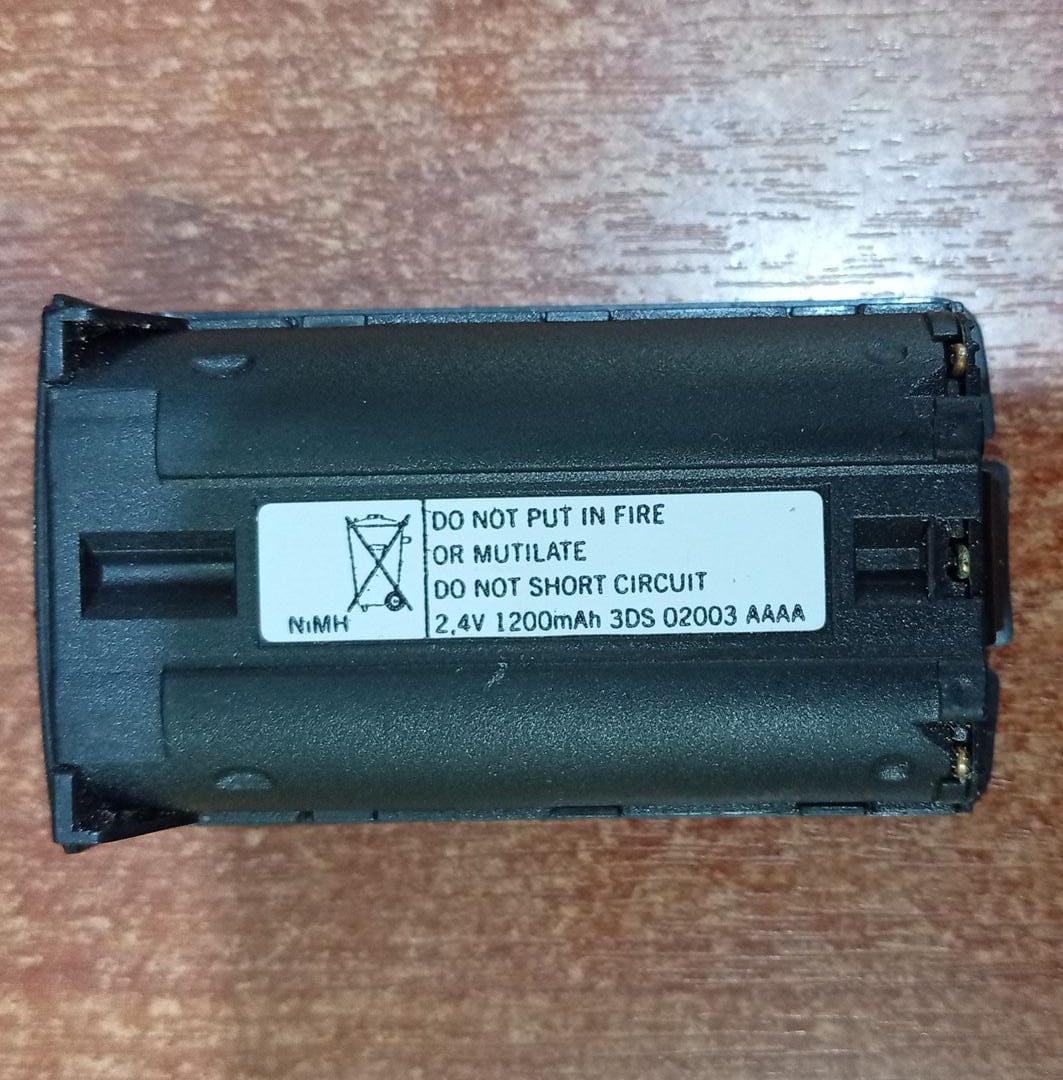 DO NOT PUT IN FIRE
OR MUTILATE
DO NOT SHORT CIRCUIT
NiMH
2,4V 1200mAh 3DS 02003 AAAA